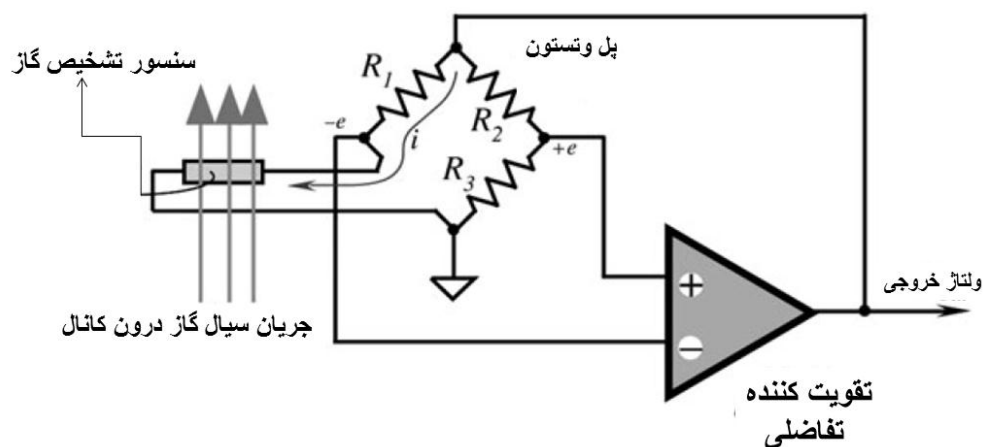 پل وتستون
سنسور تشخیص گاز
R1
R2
R3
-e
+e
i
+
−
ولتاژ خروجی
جریان سیال گاز درون کانال
تقویت کننده
تفاضلی